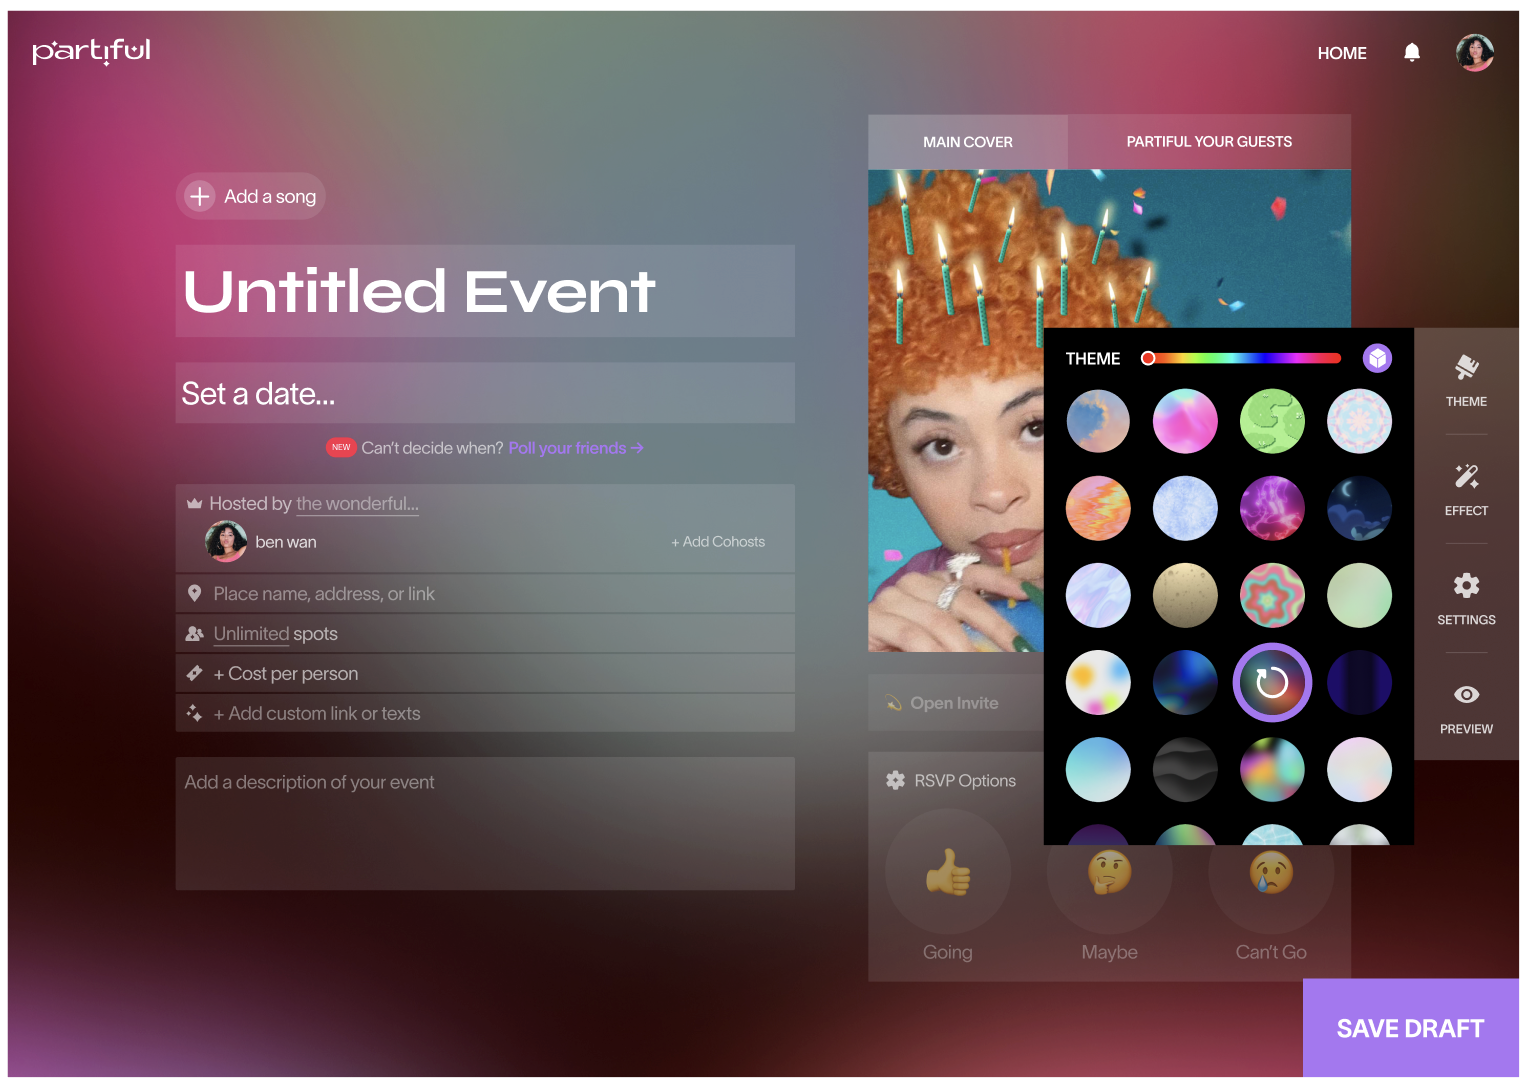 partiful
HOME
MAIN COVER
PARTIFUL YOUR GUESTS
Add a song
Untitled Event
Set a date...
NEW Can't decide when? Poll your friends →
Hosted by the wonderful...
ben wan
+ Add Cohosts
Place name, address, or link
Unlimited spots
+ Cost per person
+ Add custom link or texts
Add a description of your event
Open Invite
RSVP Options
Going
Maybe
Can't Go
THEME
THEME
EFFECT
SETTINGS
PREVIEW
SAVE DRAFT